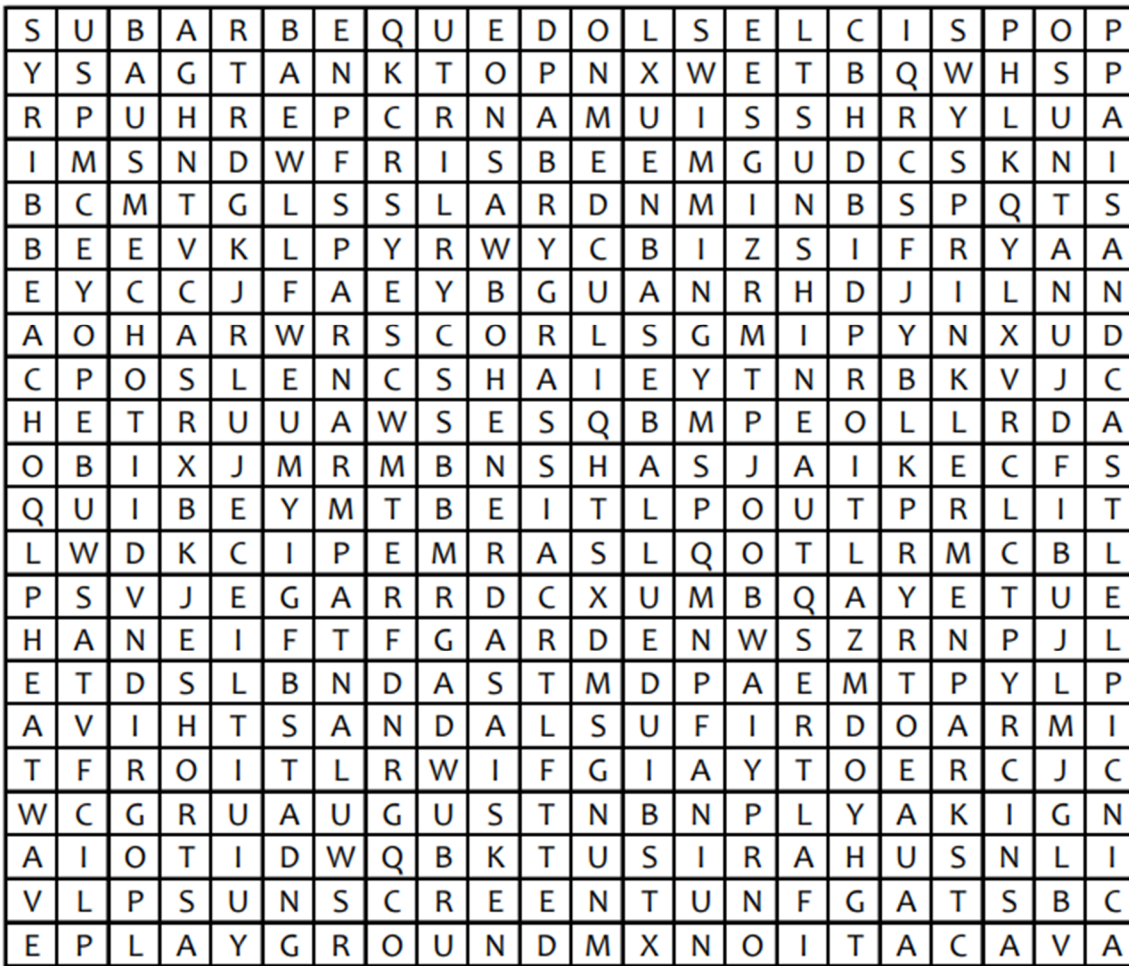 S U B A R B E Q U E D O L S E L C I S P O P
Y S A G T A N K T O P N X W E T B Q W H S P
R P U H R E P C R N A M U I S S H R Y L U A
I M S N D W F R I S B E E M G U D C S K N I
B C M T G L S S L A R D N M I N B S P Q T S
B E E V K L P Y R W Y C B I Z S I F R Y A A
E Y C C J F A E Y B G U A N R H D J I L N N
A O H A R W R S C O R L S G M I P Y N X U D
C P O S L E N C S H A I E Y T N R B K V J C
H E T R U U A W S E S Q B M P E O L L R D A
O B I X J M R M B N S H A S J A I K E C F S
Q U I B E Y M T B E I T L P O U T P R L I T
L W D K C I P E M R A S L Q O T L R M C B L
P S V J E G A R R D C X U M B Q A Y E T U E
H A N E I F T F G A R D E N W S Z R N P J L
E T D S L B N D A S T M D P A E M T P Y L P
A V I H T S A N D A L S U F I R D O A R M I
T F R O I T L R W I F G I A Y T O E R C J C
W C G R U A U G U S T N B N P L Y A K I G N
A I O T I D W Q B K T U S I R A H U S N L I
V L P S U N S C R E E N T U N F G A T S B C
E P L A Y G R O U N D M X N O I T A C A V A